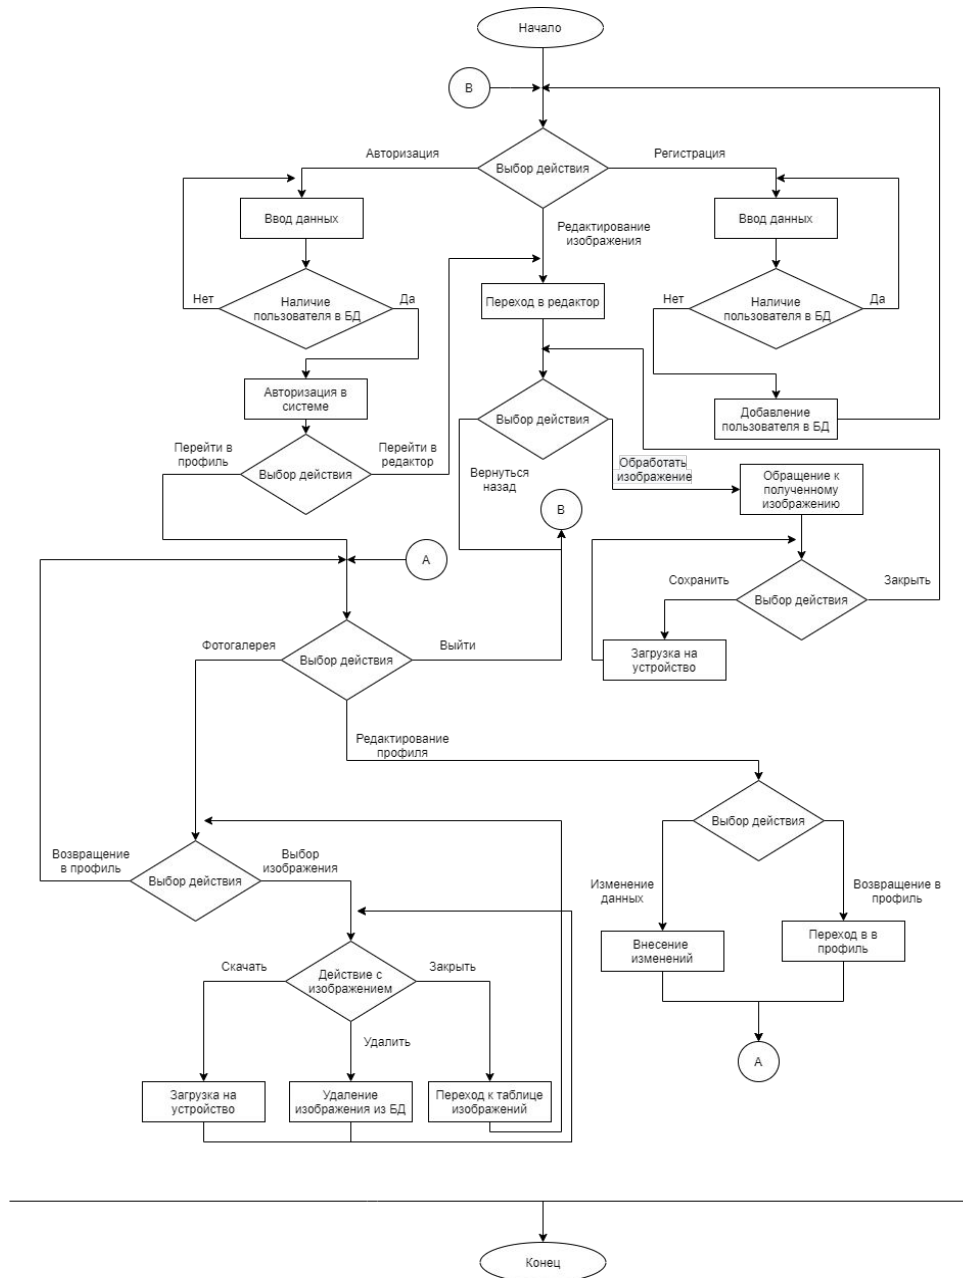 Начало
В
Авторизация
Выбор действия
Регистрация
Ввод данных
Редактирование
изображения
Ввод данных
Нет
Наличие
пользователя в БД
Да
Переход в редактор
Нет
Наличие
пользователя в БД
Да
Авторизация в
системе
Выбор действия
Добавление
пользователя в БД
Перейти в
профиль
Выбор действия
Перейти в
редактор
Вернуться
назад
Обработать
изображение
Обращение к
полученному
изображению
В
А
Сохранить
Выбор действия
Закрыть
Фотогалерея
Выбор действия
Выйти
Загрузка на
устройство
Редактирование
профиля
Выбор действия
Возвращение
в профиль
Выбор действия
Выбор
изображения
Изменение
данных
Возвращение в
профиль
Внесение
изменений
Переход в в
профиль
Скачать
Действие с
изображением
Закрыть
Удалить
А
Загрузка на
устройство
Удаление
изображения из БД
Переход к таблице
изображений
Конец